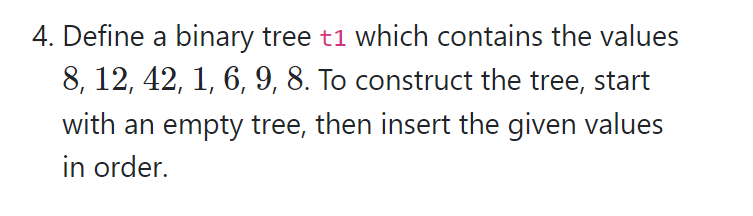 4. Define a binary tree t1 which contains the values
8, 12, 42, 1, 6, 9, 8. To construct the tree, start
with an empty tree, then insert the given values
in order.